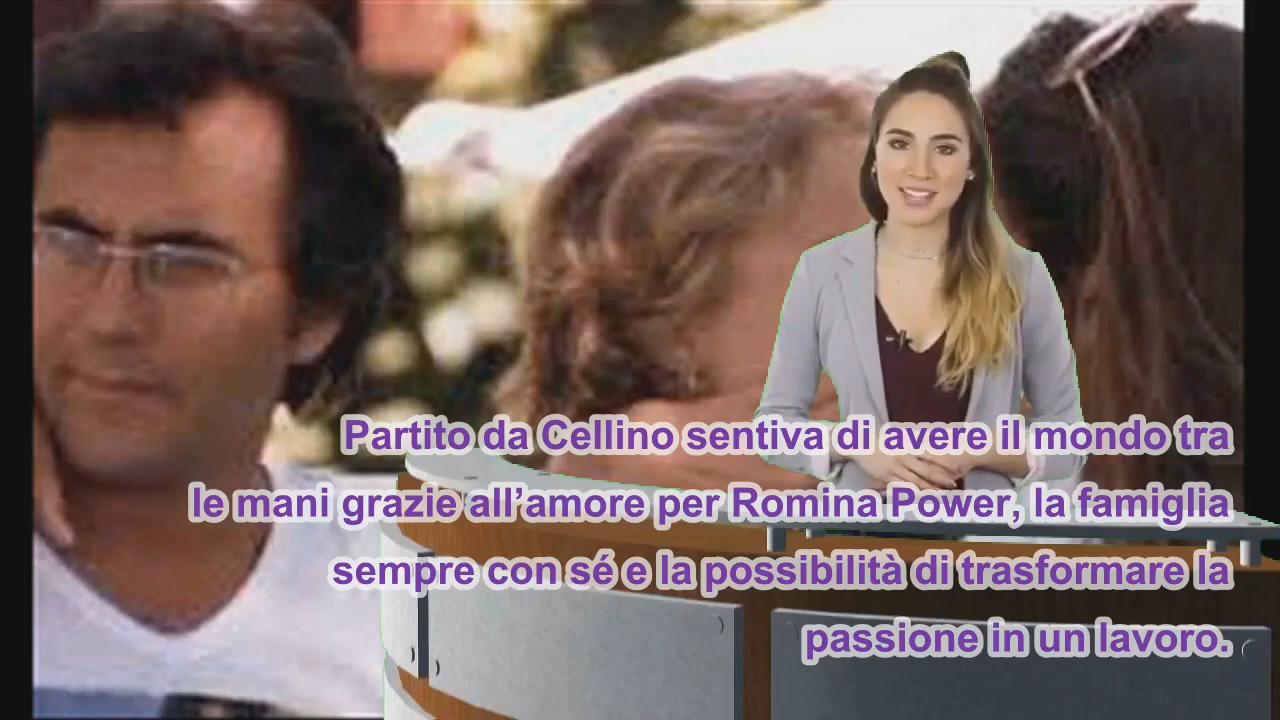 Partito da Cellino sentiva di avere il mondo tra
le mani grazie all’amore per Romina Power, la famiglia
sempre con sé e la possibilità di trasformare la
passione in un lavoro.